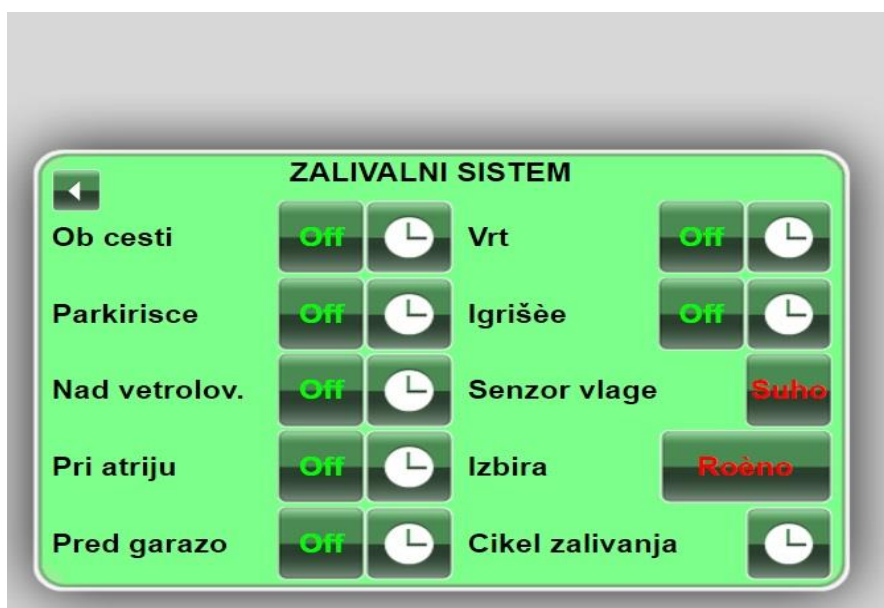 ZALIVALNI SISTEM
Ob cesti Off Vrt Off
Parkirisce Off Igrišèe Off
Nad vetrolov. Off Senzor vlage Suho
Pri atriju Off Izbira Roèno
Pred garazo Off Cikel zalivanja